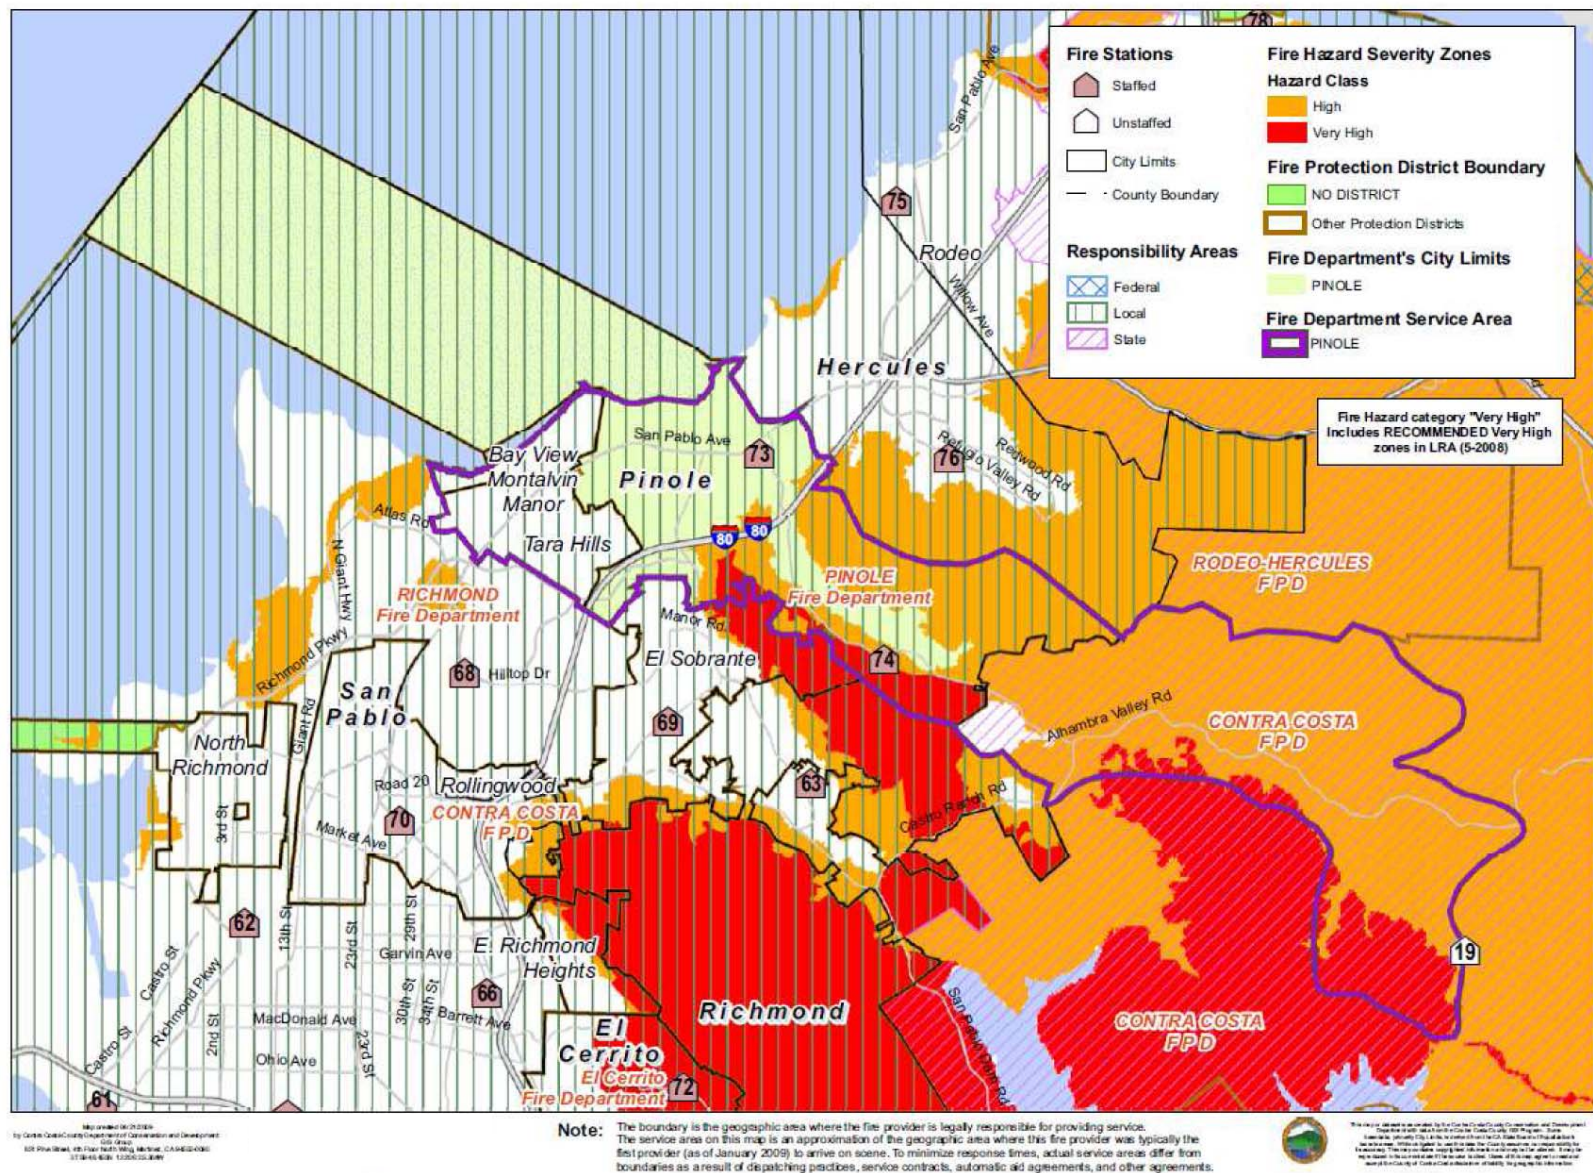 78
Fire Stations
Staffed
Unstaffed
City Limits
County Boundary
Responsibility Areas
Federal
Local
State
Fire Hazard Severity Zones
Hazard Class
High
Very High
Fire Protection District Boundary
NO DISTRICT
Other Protection Districts
Fire Department's City Limits
PINOLE
Fire Department Service Area
PINOLE
Fire Hazard category "Very High"
Includes RECOMMENDED Very High
zones in LRA (5-2008)
San Pablo Ave
75
Rodeo
Willow Ave
Hercules
San Pablo Ave
73
Bay View
Montalvin
Manor
Pinole
76
Refugio Valley Rd
Redwood Rd
Atlas Rd
Tara Hills
80
80
N Giant Hwy
RICHMOND
Fire Department
PINOLE
Fire Department
RODEO-HERCULES
FPD
Manor Rd
Richmond Pkwy
El Sobrante
74
68
Hilltop Dr
San
Pablo
Giant Rd
69
Alhambra Valley Rd
CONTRA COSTA
FPD
North
Richmond
Road 20
Rollingwood
63
CONTRA COSTA
FPD
Castro Ranch Rd
3rd St
70
Market Ave
62
13th St
29th St
23rd St
Garvin Ave
E. Richmond
Heights
19
Castro St
Richmond Pkwy
30th St
34th St
66
Barrett Ave
2nd St
MacDonald Ave
Richmond
San Pablo Dam Rd
CONTRA COSTA
FPD
Castro St
Ohio Ave
23rd St
El
Cerrito
El Cerrito
Fire Department
72
61
Note:
The boundary is the geographic area where the fire provider is legally responsible for providing service.
The service area on this map is an approximation of the geographic area where this fire provider was typically the
first provider (as of January 2009) to arrive on scene. To minimize response times, actual service areas differ from
boundaries as a result of dispatching practices, service contracts, automatic aid agreements, and other agreements.
by Contra Costa County Department of Conservation and Development
GIS Group